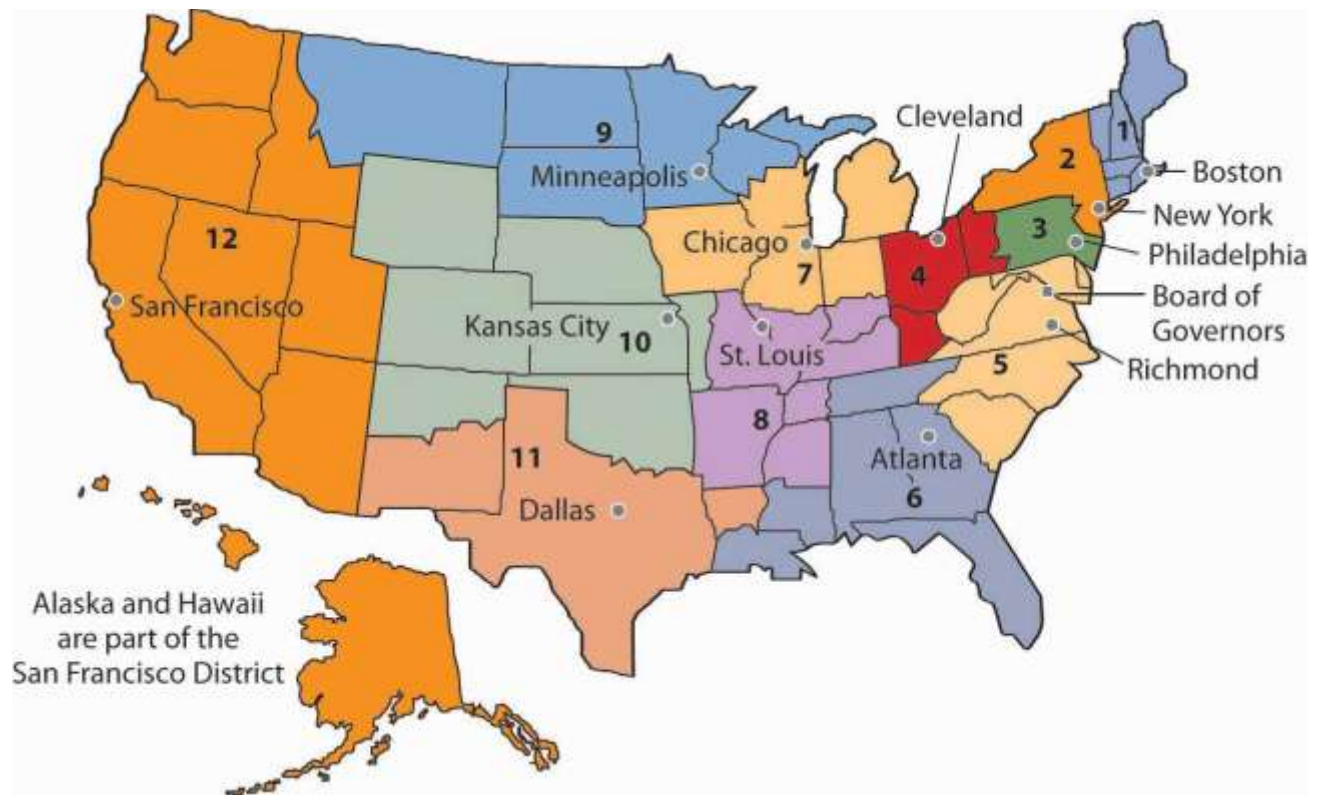 Cleveland
1
2
9
Boston
Minneapolis
New York
3
12
Chicago
Philadelphia
7
4
San Francisco
Board of
Governors
Kansas City
10
St. Louis
5
Richmond
8
11
Atlanta
6
Dallas
Alaska and Hawaii
are part of the
San Francisco District